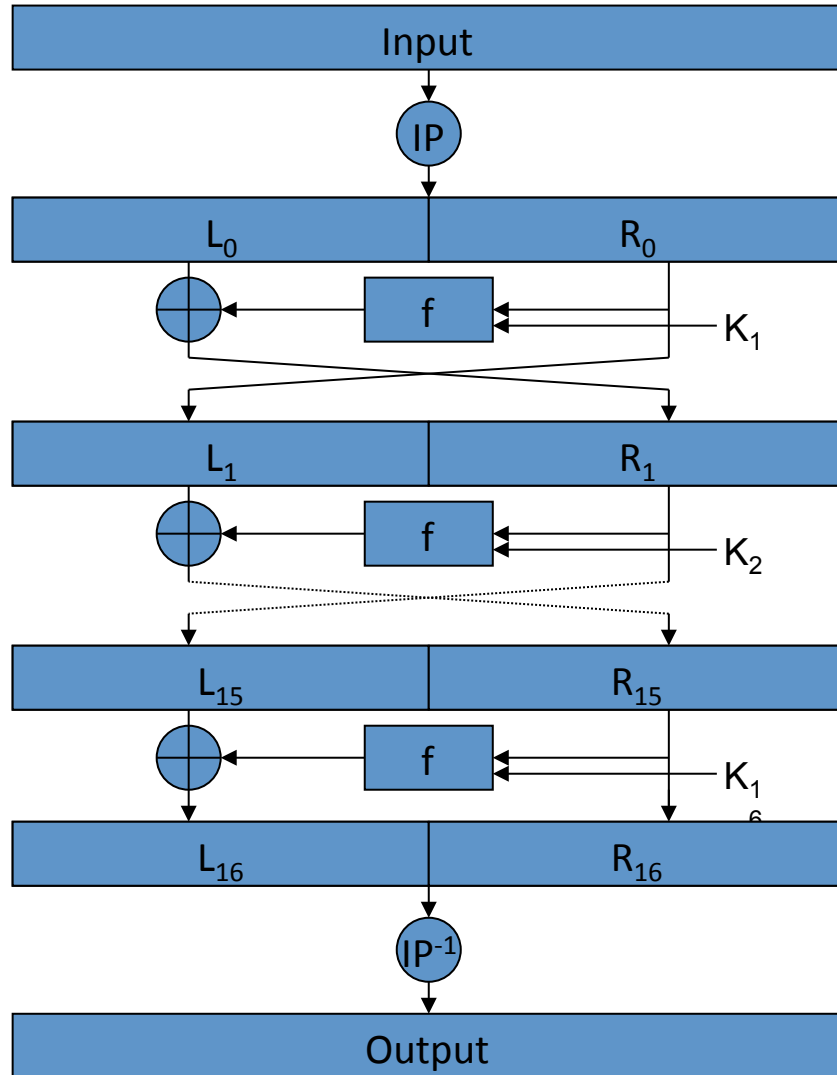 Input
IP
L₀ R₀
f
K₁
L₁ R₁
f
K₂
L₁₅ R₁₅
f
K₁
₆
L₁₆ R₁₆
IP⁻¹
Output